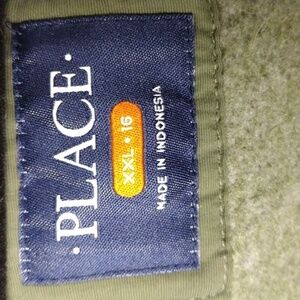 · PLACE ·
XXL • 16
MADE IN INDONESIA